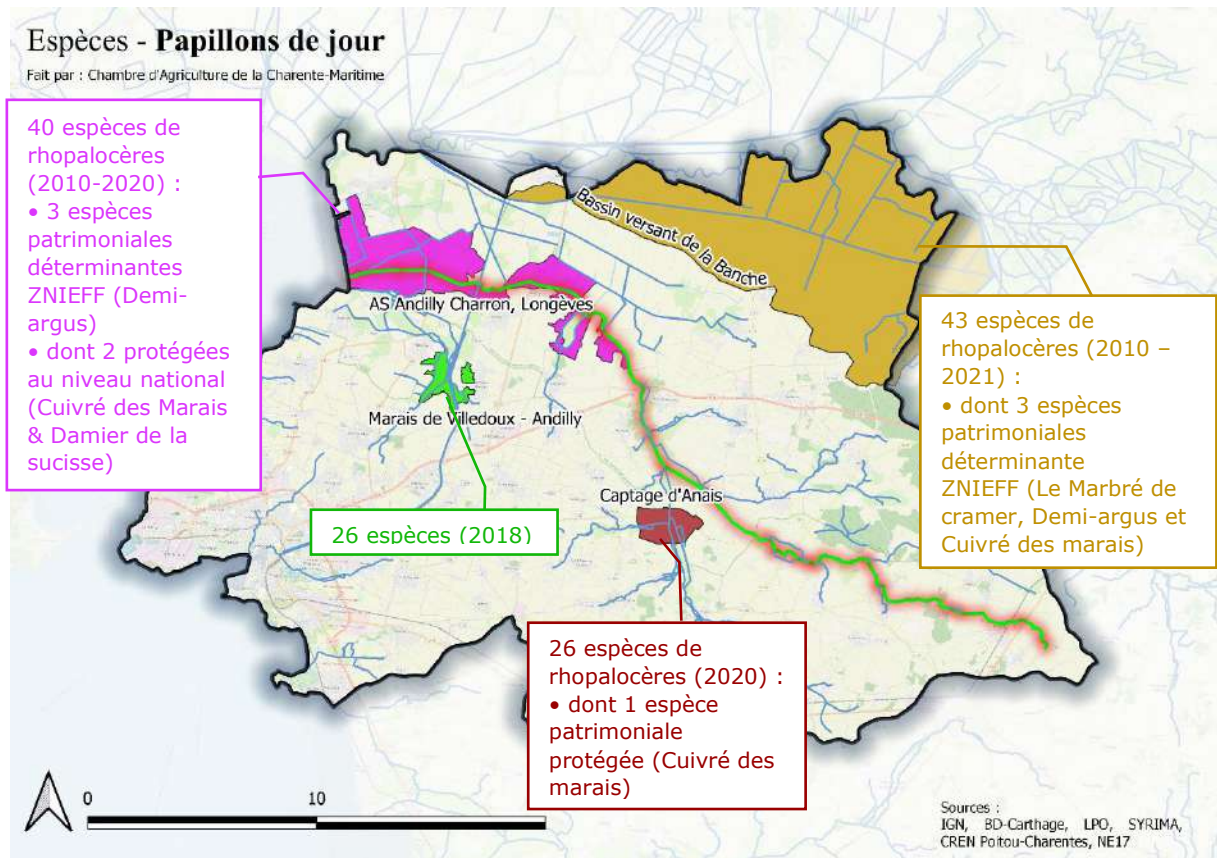 Espèces - Papillons de jour
Fait par : Chambre d'Agriculture de la Charente-Maritime
40 espèces de
rhopalocères
(2010-2020) :
• 3 espèces
patrimoniales
déterminantes
ZNIEFF (Demi-
argus)
• dont 2 protégées
au niveau national
(Cuivré des Marais
& Damier de la
sucisse)
Bassin versant de la Banche
AS Andilly Charron, Longèves
Marais de Villedoux - Andilly
Captage d'Anais
43 espèces de
rhopalocères (2010 –
2021) :
• dont 3 espèces
patrimoniales
déterminante
ZNIEFF (Le Marbré de
cramer, Demi-argus et
Cuivré des marais)
26 espèces (2018)
26 espèces de
rhopalocères (2020) :
• dont 1 espèce
patrimoniale
protégée (Cuivré des
marais)
0 10
Sources :
IGN, BD-Carthage, LPO, SYRIMA,
CREN Poitou-Charentes, NE17